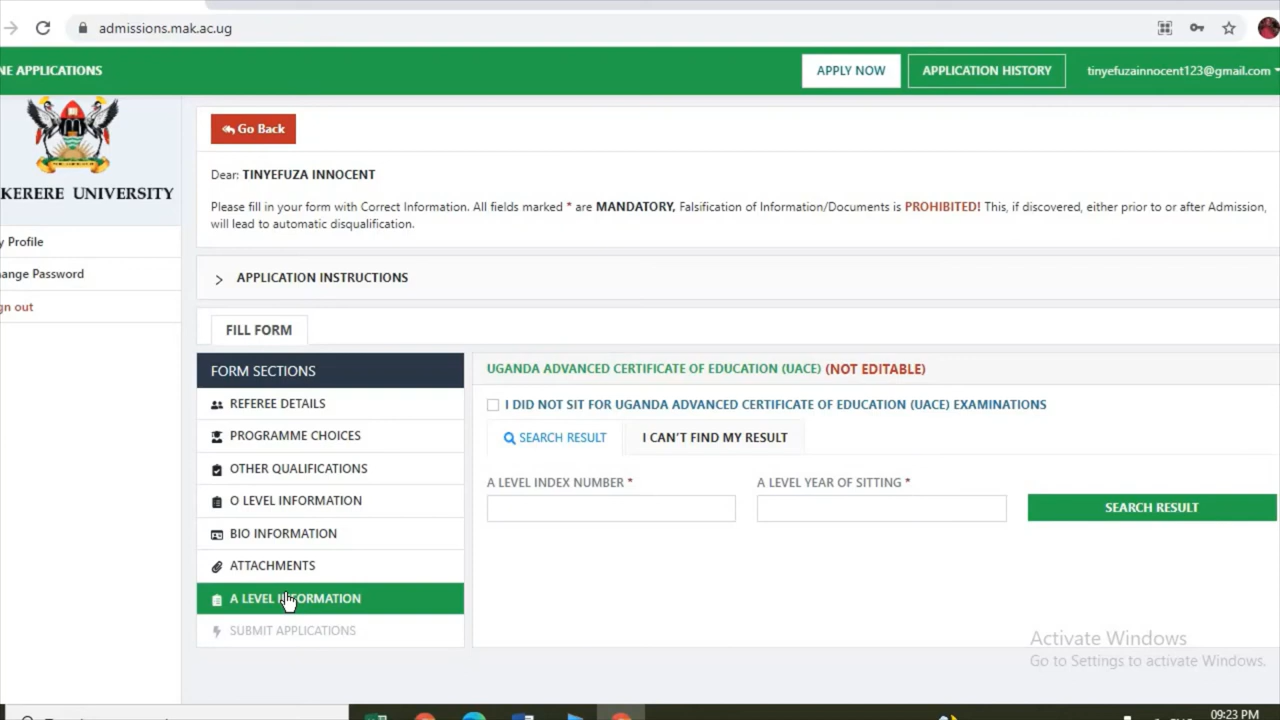 admissions.mak.ac.ug
NE APPLICATIONS
APPLY NOW
APPLICATION HISTORY
tinyefuzainnocent123@gmail.com
KERERE UNIVERSITY
y Profile
ange Password
gn out
Go Back
Dear: TINYEFUZA INNOCENT
Please fill in your form with Correct Information. All fields marked * are MANDATORY, Falsification of Information/Documents is PROHIBITED! This, if discovered, either prior to or after Admission,
will lead to automatic disqualification.
APPLICATION INSTRUCTIONS
FILL FORM
FORM SECTIONS
REFEREE DETAILS
PROGRAMME CHOICES
OTHER QUALIFICATIONS
O LEVEL INFORMATION
BIO INFORMATION
ATTACHMENTS
A LEVEL INFORMATION
SUBMIT APPLICATIONS
UGANDA ADVANCED CERTIFICATE OF EDUCATION (UACE) (NOT EDITABLE)
I DID NOT SIT FOR UGANDA ADVANCED CERTIFICATE OF EDUCATION (UACE) EXAMINATIONS
SEARCH RESULT
I CAN'T FIND MY RESULT
A LEVEL INDEX NUMBER *
A LEVEL YEAR OF SITTING *
SEARCH RESULT
Activate Windows
Go to Settings to activate Windows.
09:23 PM